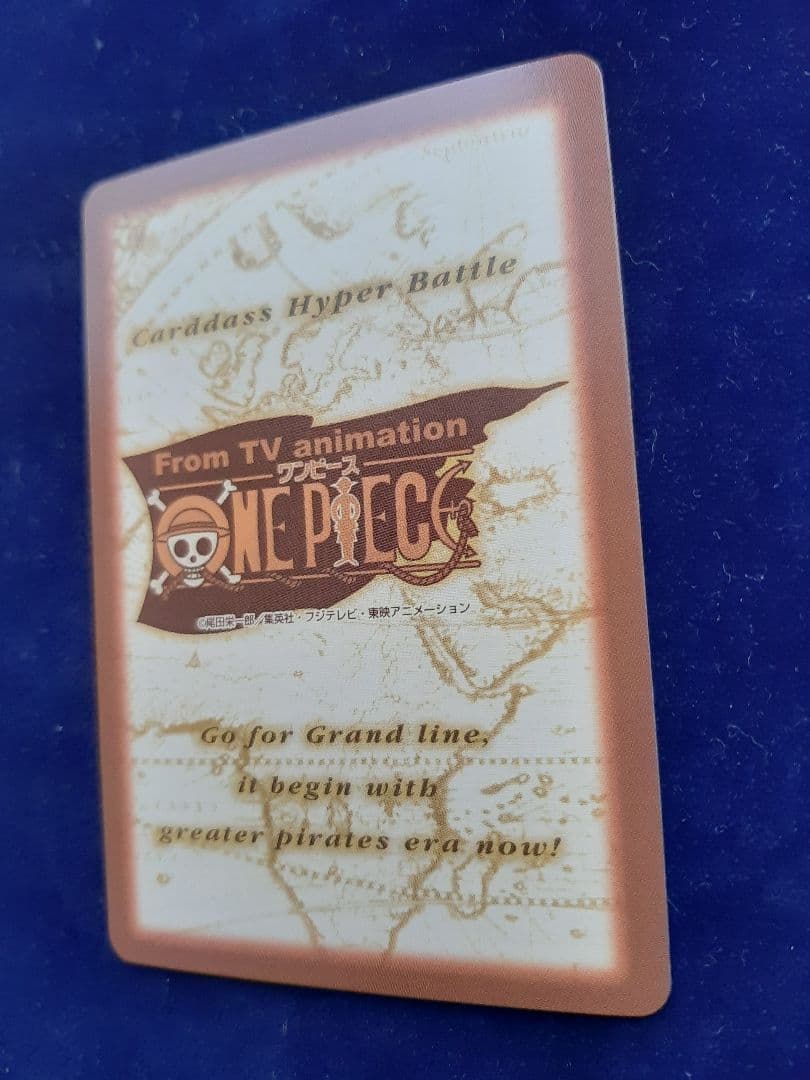 Septentrio
Carddass Hyper Battle
From TV animation
ワンピース
ONE PIECE
©尾田栄一郎／集英社・フジテレビ・東映アニメーション
Go for Grand line,
it begin with
greater pirates era now!